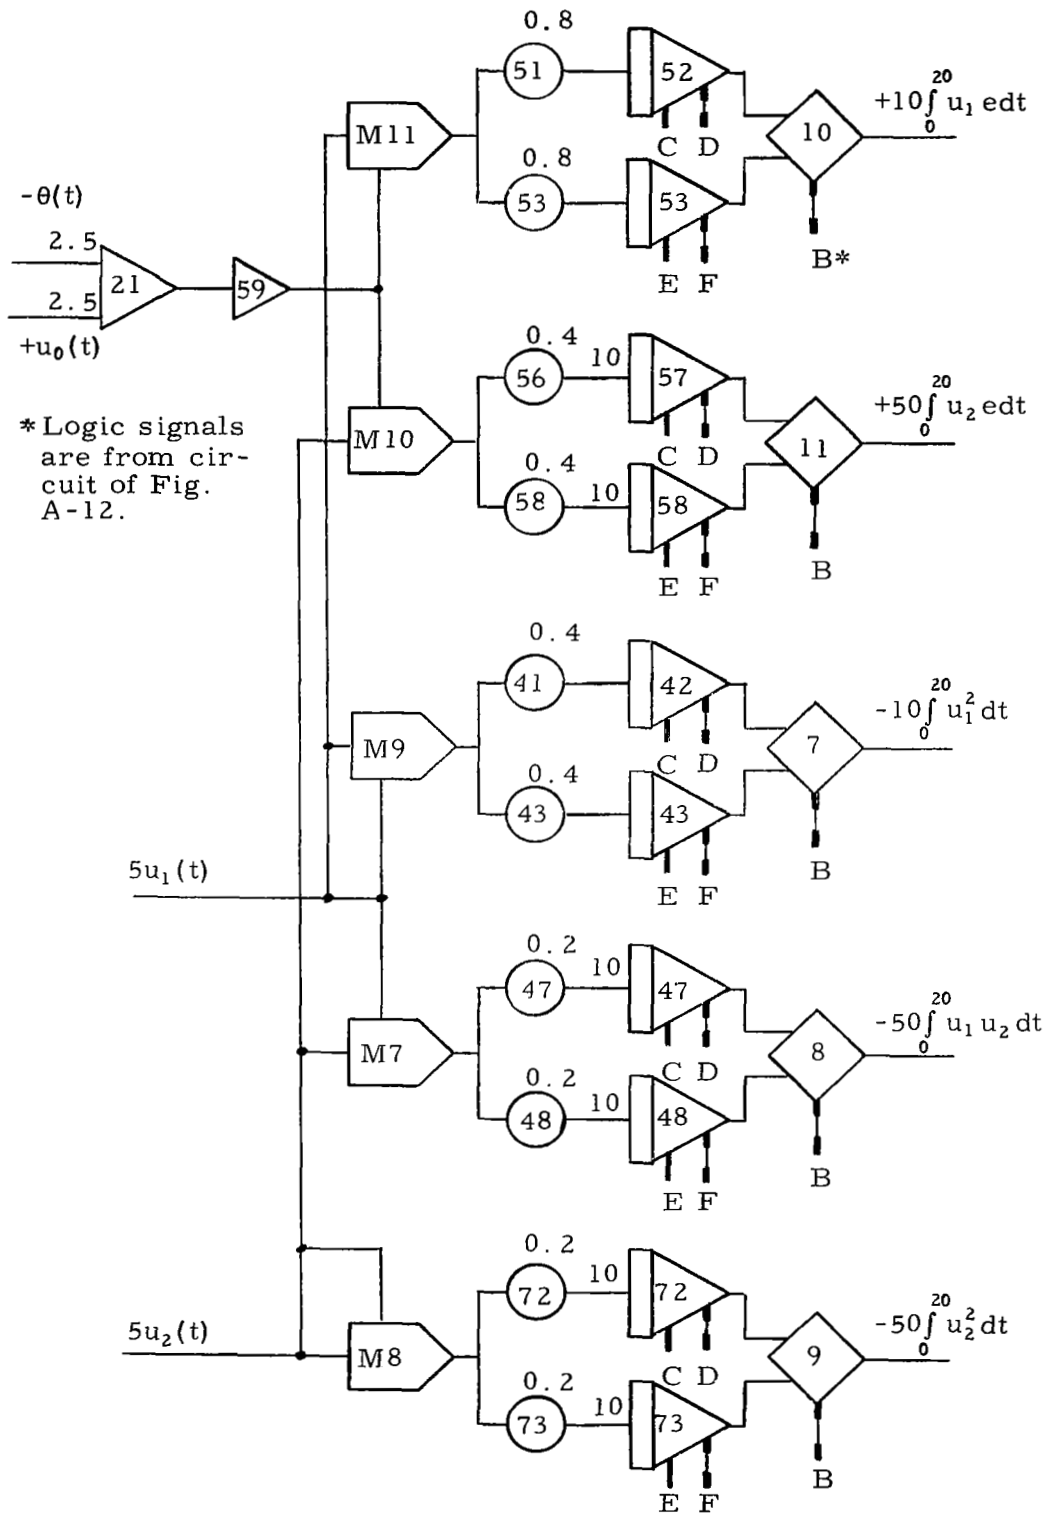 0.8
51
52
C D
M11
10
+10∫₀²⁰ u₁ edt
0.8
53
53
E F
B*
-θ(t)
2.5
21
59
2.5
+u₀(t)
*Logic signals
are from cir-
cuit of Fig.
A-12.
0.4
56
10
57
C D
M10
11
+50∫₀²⁰ u₂ edt
0.4
58
10
58
E F
B
0.4
41
42
C D
M9
7
-10∫₀²⁰ u₁² dt
0.4
43
43
E F
B
5u₁(t)
0.2
47
10
47
C D
M7
8
-50∫₀²⁰ u₁ u₂ dt
0.2
48
10
48
E F
B
0.2
72
10
72
C D
5u₂(t)
M8
9
-50∫₀²⁰ u₂² dt
0.2
73
10
73
E F
B